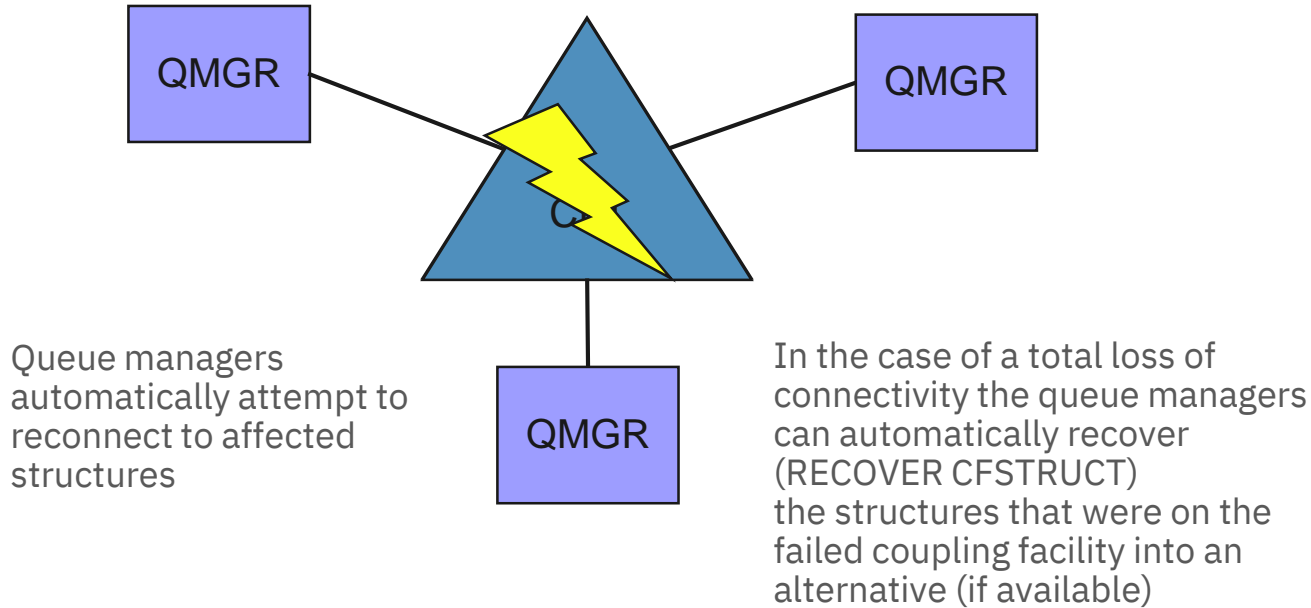 QMGR
QMGR
QMGR
Queue managers
automatically attempt to
reconnect to affected
structures
In the case of a total loss of
connectivity the queue managers
can automatically recover
(RECOVER CFSTRUCT)
the structures that were on the
failed coupling facility into an
alternative (if available)